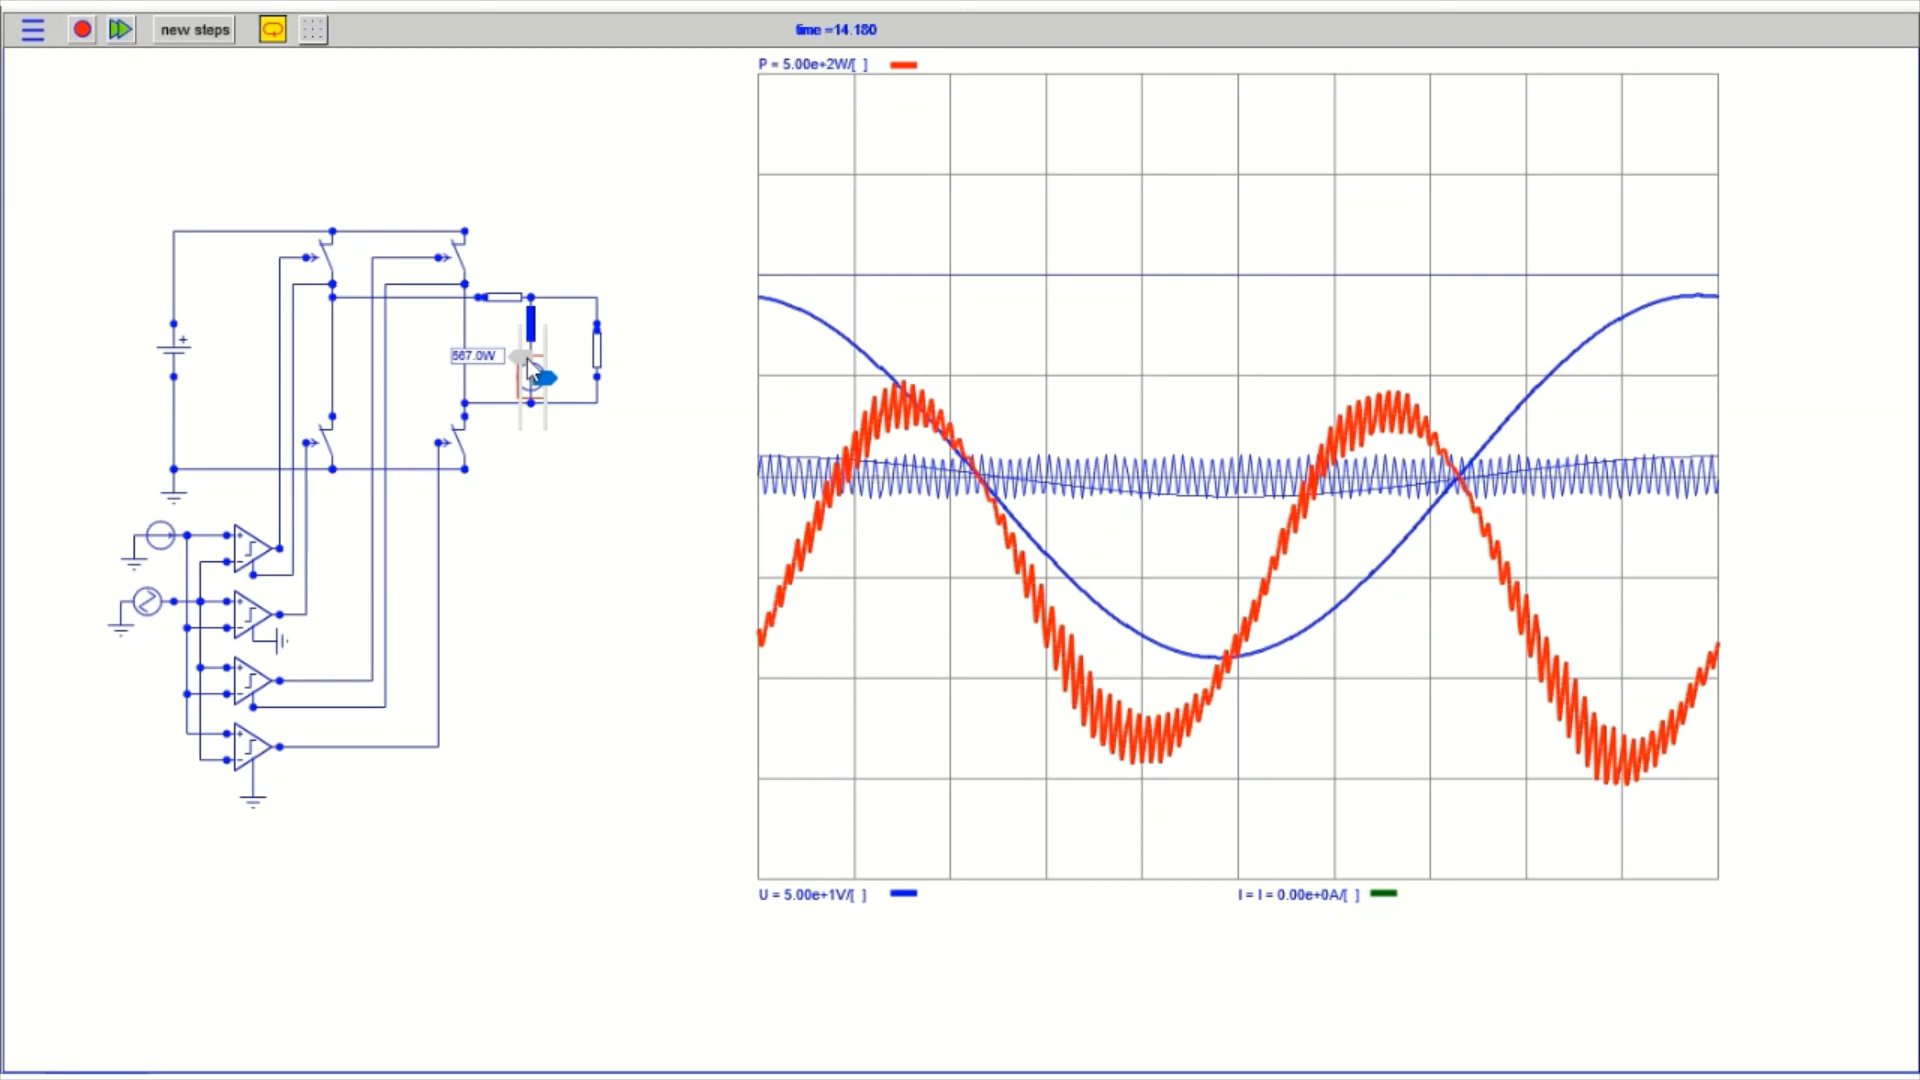 new steps
time =14.180
P = 5.00e+2W/[ ]
567.0W
U = 5.00e+1V/[ ]
I = I = 0.00e+0A/[ ]